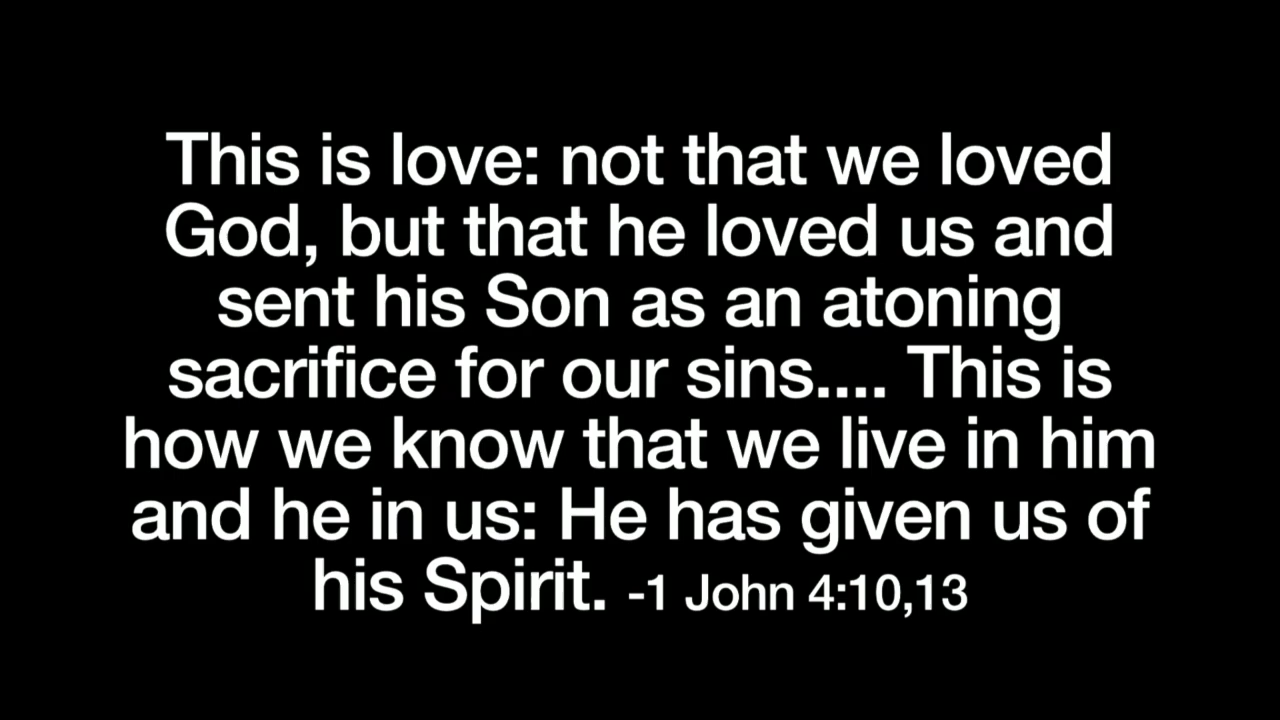 This is love: not that we loved
God, but that he loved us and
sent his Son as an atoning
sacrifice for our sins.... This is
how we know that we live in him
and he in us: He has given us of
his Spirit. -1 John 4:10,13